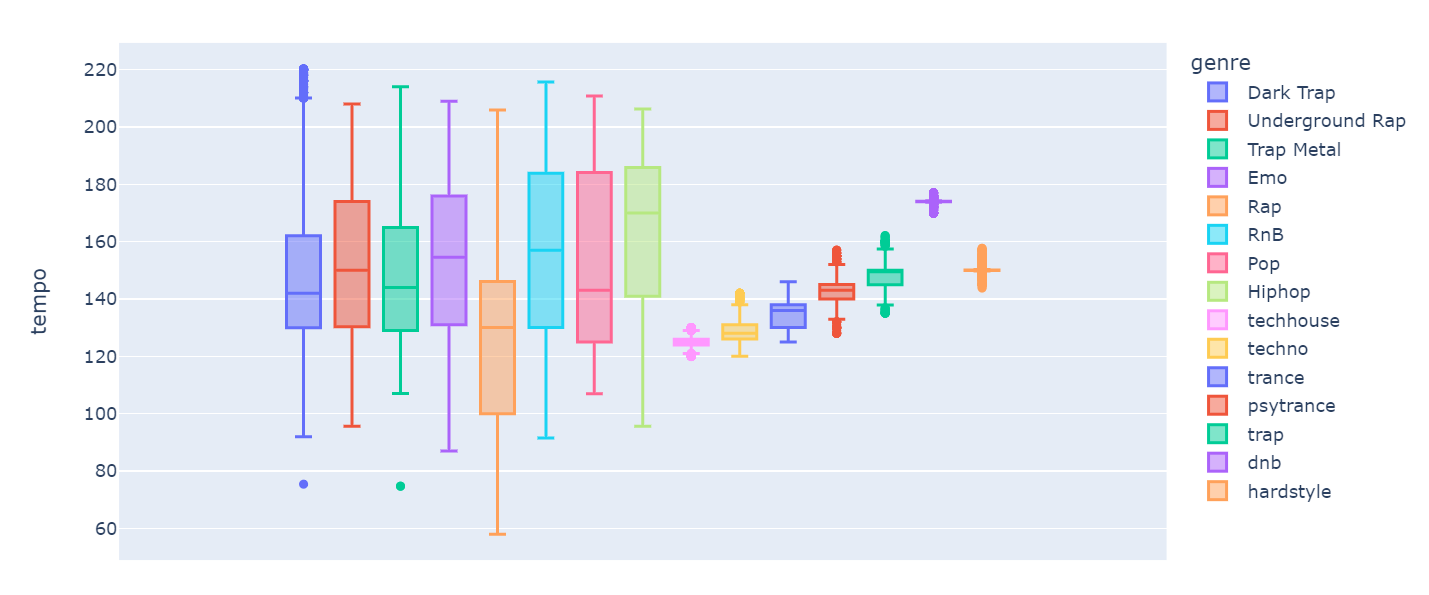 220
200
180
160
140
120
100
80
60
tempo
genre
Dark Trap
Underground Rap
Trap Metal
Emo
Rap
RnB
Pop
Hiphop
techhouse
techno
trance
psytrance
trap
dnb
hardstyle